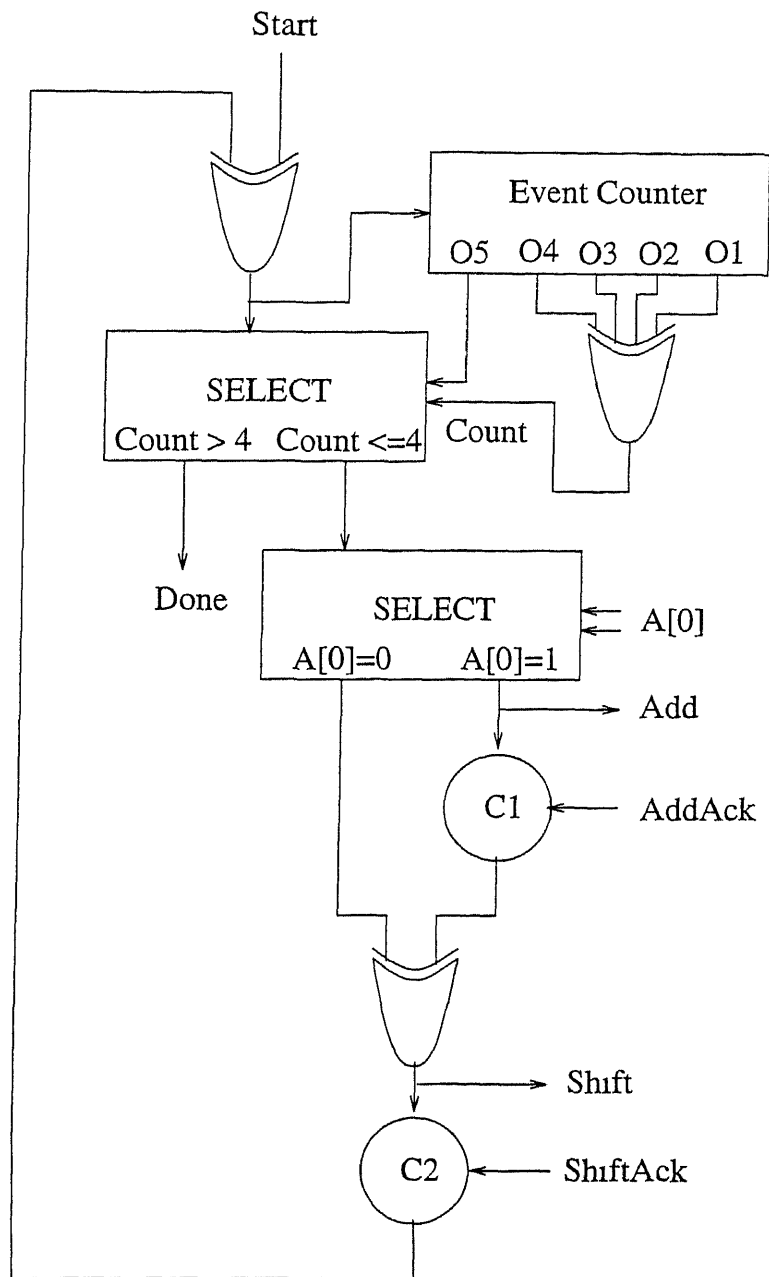 Start
Event Counter
O5 O4 O3 O2 O1
SELECT
Count > 4 Count <=4
Count
Done
SELECT
A[0]
A[0]=0 A[0]=1
Add
C1
AddAck
Shift
C2
ShiftAck